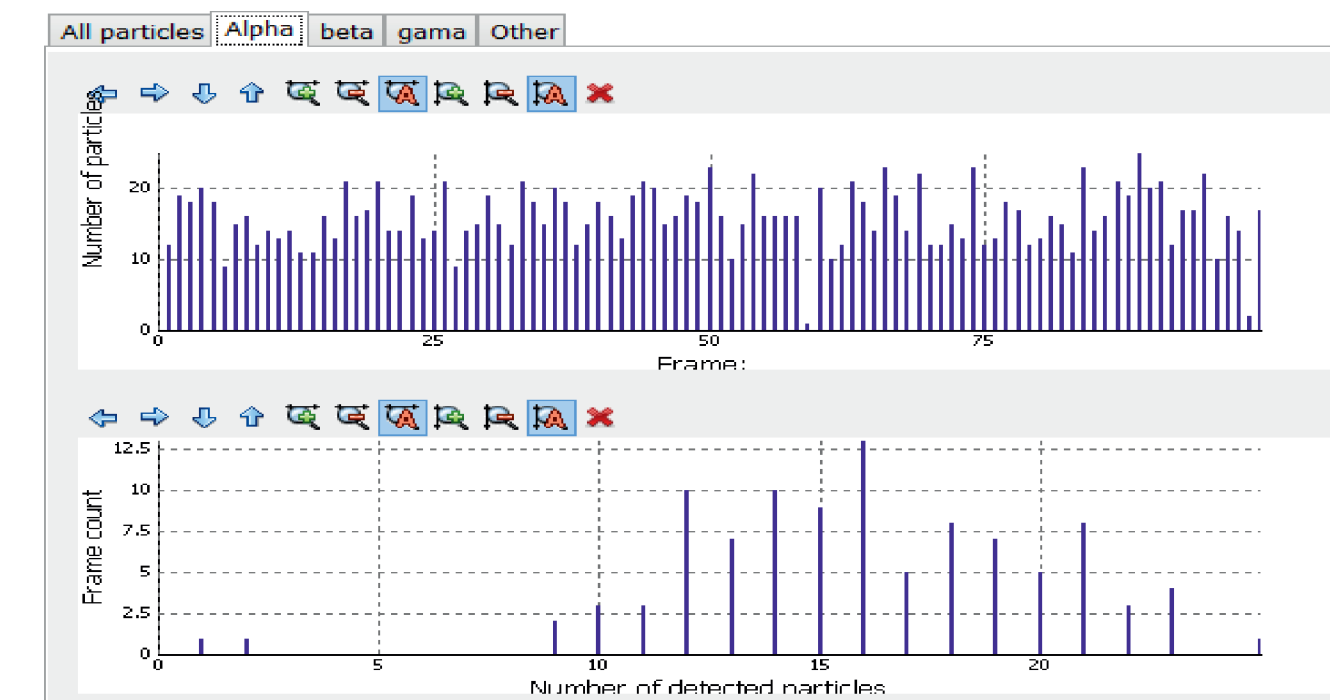 All particles Alpha beta gama Other
Number of particles
20
10
0
0 25 50 75
Frame:
12.5
10
7.5
5
2.5
0
Frame count
0 5 10 15 20
Number of detected particles